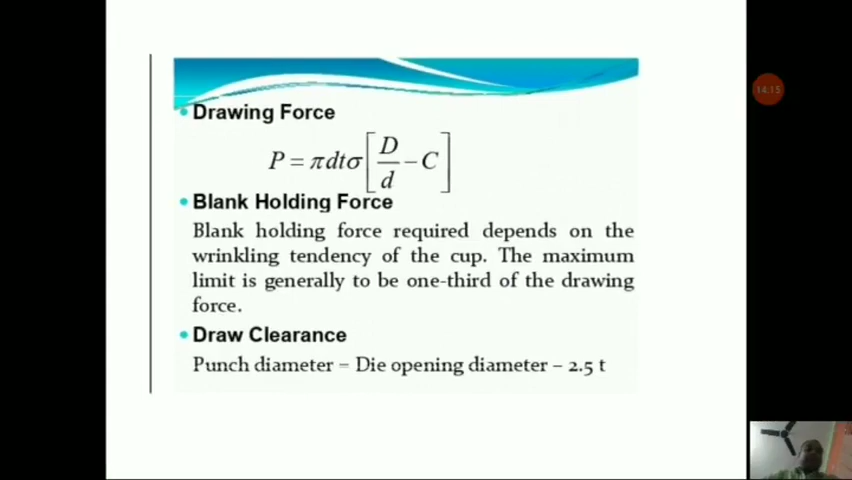 14:15
• Drawing Force
P = πdtσ[D/d − C]
• Blank Holding Force
Blank holding force required depends on the
wrinkling tendency of the cup. The maximum
limit is generally to be one-third of the drawing
force.
• Draw Clearance
Punch diameter = Die opening diameter – 2.5 t